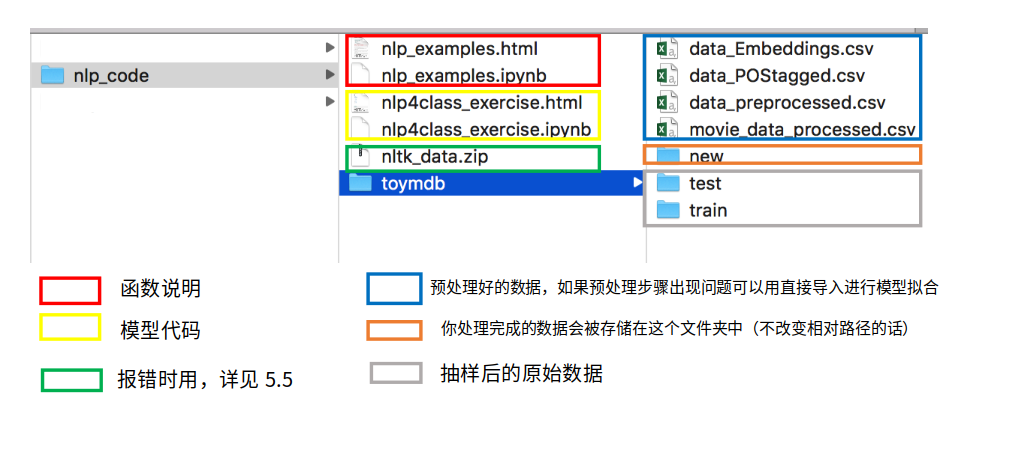 nlp_code
nlp_examples.html
nlp_examples.ipynb
nlp4class_exercise.html
nlp4class_exercise.ipynb
nltk_data.zip
toymdb
data_Embeddings.csv
data_POStagged.csv
data_preprocessed.csv
movie_data_processed.csv
new
test
train
函数说明
模型代码
报错时用，详见 5.5
预处理好的数据，如果预处理步骤出现问题可以用直接导入进行模型拟合
你处理完成的数据会被存储在这个文件夹中（不改变相对路径的话）
抽样后的原始数据